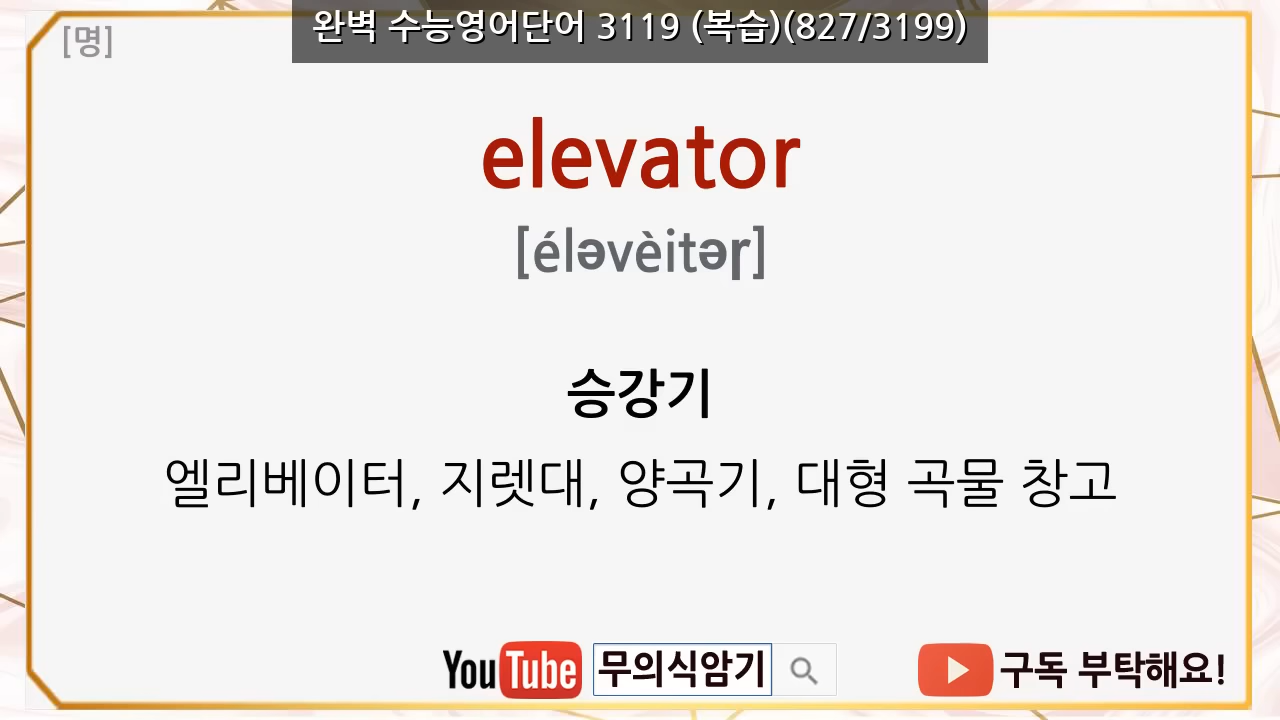 완벽 수능영어단어 3119 (복습)(827/3199)
[명]
elevator
[éləvèitər]
승강기
엘리베이터, 지렛대, 양곡기, 대형 곡물 창고
YouTube 무의식암기 구독 부탁해요!